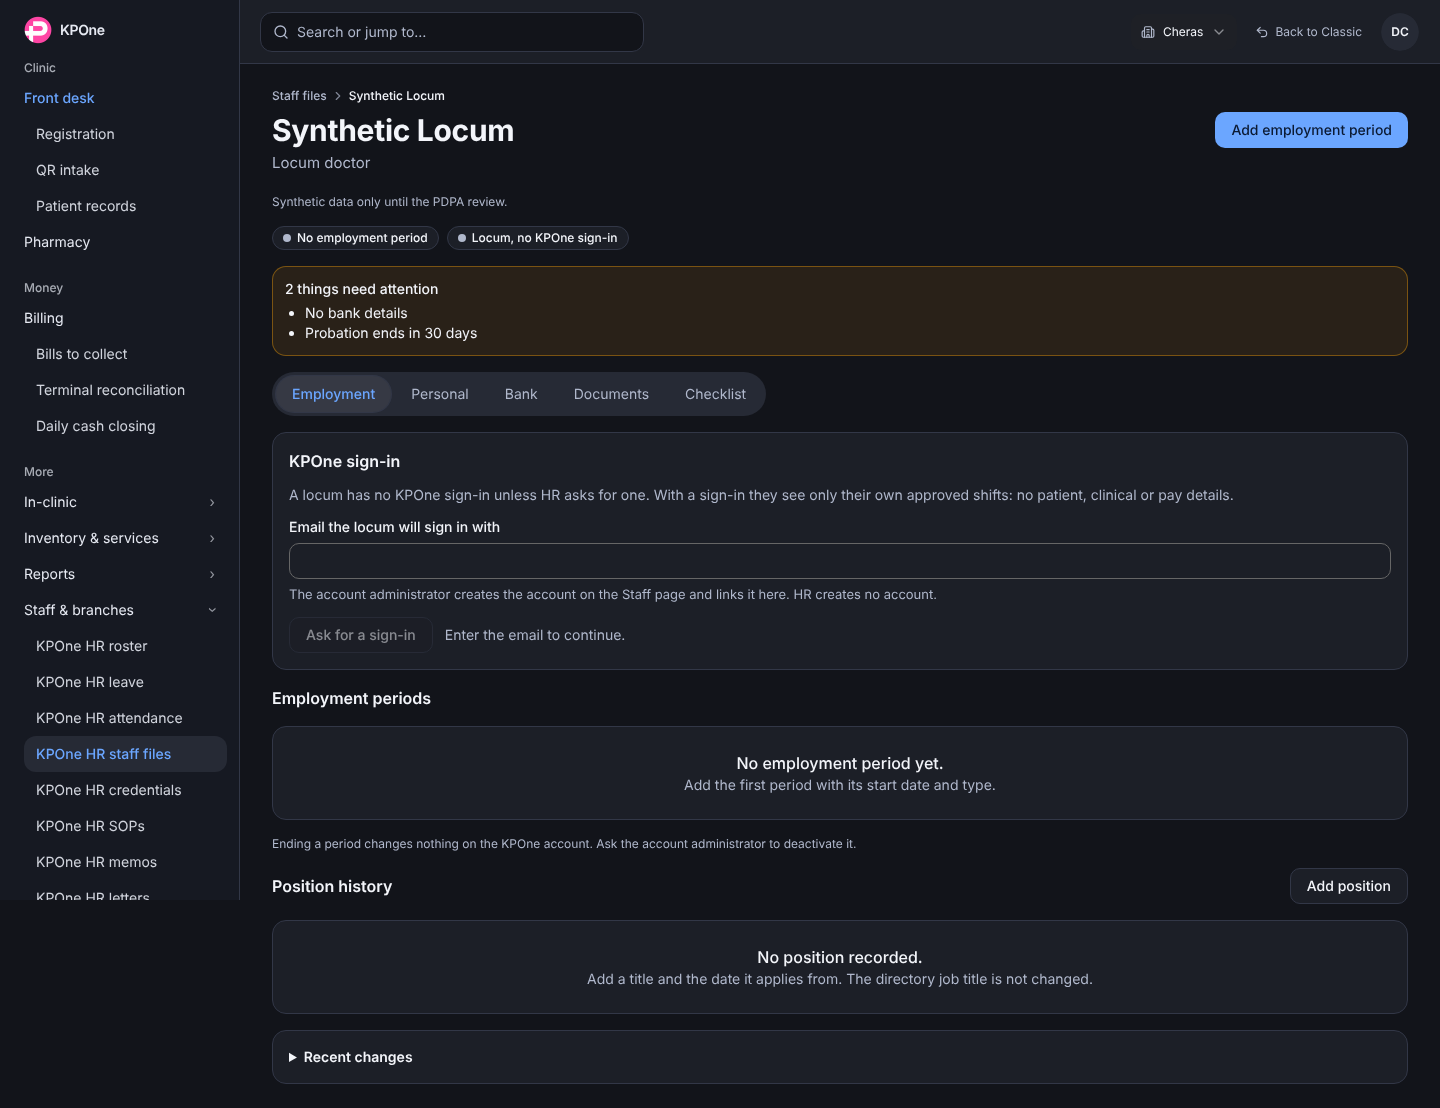 KPOne
Clinic
Front desk
Registration
QR intake
Patient records
Pharmacy
Money
Billing
Bills to collect
Terminal reconciliation
Daily cash closing
More
In-clinic
Inventory & services
Reports
Staff & branches
KPOne HR roster
KPOne HR leave
KPOne HR attendance
KPOne HR staff files
KPOne HR credentials
KPOne HR SOPs
KPOne HR memos
KPOne HR letters
Search or jump to...
Cheras
Back to Classic
DC
Staff files > Synthetic Locum
Synthetic Locum
Add employment period
Locum doctor
Synthetic data only until the PDPA review.
No employment period
Locum, no KPOne sign-in
2 things need attention
No bank details
Probation ends in 30 days
Employment Personal Bank Documents Checklist
KPOne sign-in
A locum has no KPOne sign-in unless HR asks for one. With a sign-in they see only their own approved shifts: no patient, clinical or pay details.
Email the locum will sign in with
The account administrator creates the account on the Staff page and links it here. HR creates no account.
Ask for a sign-in
Enter the email to continue.
Employment periods
No employment period yet.
Add the first period with its start date and type.
Ending a period changes nothing on the KPOne account. Ask the account administrator to deactivate it.
Position history
Add position
No position recorded.
Add a title and the date it applies from. The directory job title is not changed.
Recent changes